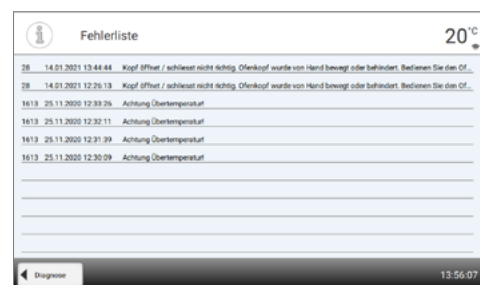 Fehlerliste
20°C
28 14.01.2021 13:44:44 Kopf öffnet / schliesst nicht richtig. Ofenkopf wurde von Hand bewegt oder behindert. Bedienen Sie den Of...
28 14.01.2021 12:26:13 Kopf öffnet / schliesst nicht richtig. Ofenkopf wurde von Hand bewegt oder behindert. Bedienen Sie den Of...
1613 25.11.2020 12:33:26 Achtung Übertemperatur!
1613 25.11.2020 12:32:11 Achtung Übertemperatur!
1613 25.11.2020 12:31:39 Achtung Übertemperatur!
1613 25.11.2020 12:30:09 Achtung Übertemperatur!
Diagnose
13:56:07